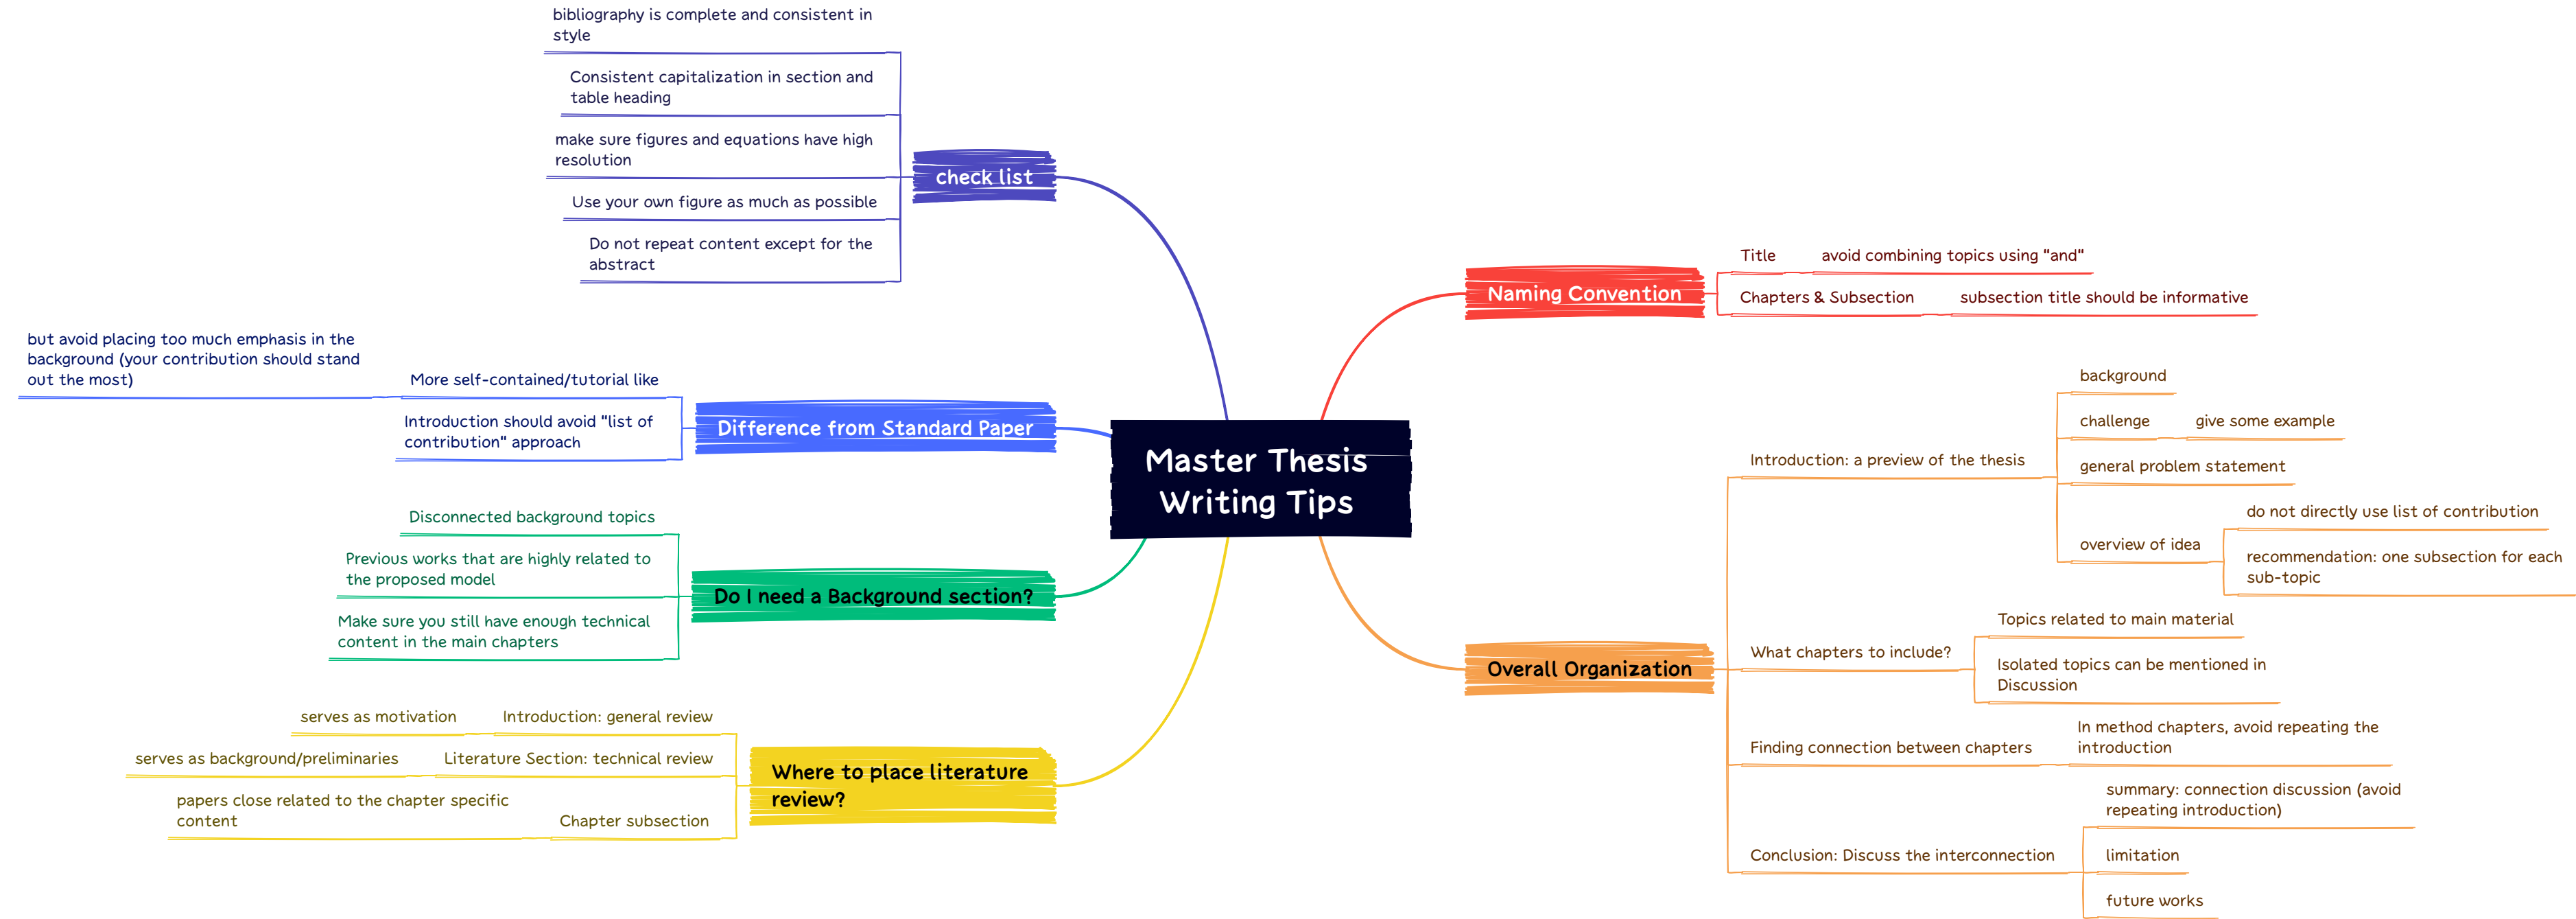 Master Thesis
Writing Tips
check list
bibliography is complete and consistent in
style
Consistent capitalization in section and
table heading
make sure figures and equations have high
resolution
Use your own figure as much as possible
Do not repeat content except for the
abstract
Difference from Standard Paper
More self-contained/tutorial like
but avoid placing too much emphasis in the
background (your contribution should stand
out the most)
Introduction should avoid "list of
contribution" approach
Do I need a Background section?
Disconnected background topics
Previous works that are highly related to
the proposed model
Make sure you still have enough technical
content in the main chapters
Where to place literature
review?
Introduction: general review
serves as motivation
Literature Section: technical review
serves as background/preliminaries
Chapter subsection
papers close related to the chapter specific
content
Naming Convention
Title
avoid combining topics using "and"
Chapters & Subsection
subsection title should be informative
Overall Organization
Introduction: a preview of the thesis
background
challenge
give some example
general problem statement
overview of idea
do not directly use list of contribution
recommendation: one subsection for each
sub-topic
What chapters to include?
Topics related to main material
Isolated topics can be mentioned in
Discussion
Finding connection between chapters
In method chapters, avoid repeating the
introduction
Conclusion: Discuss the interconnection
summary: connection discussion (avoid
repeating introduction)
limitation
future works